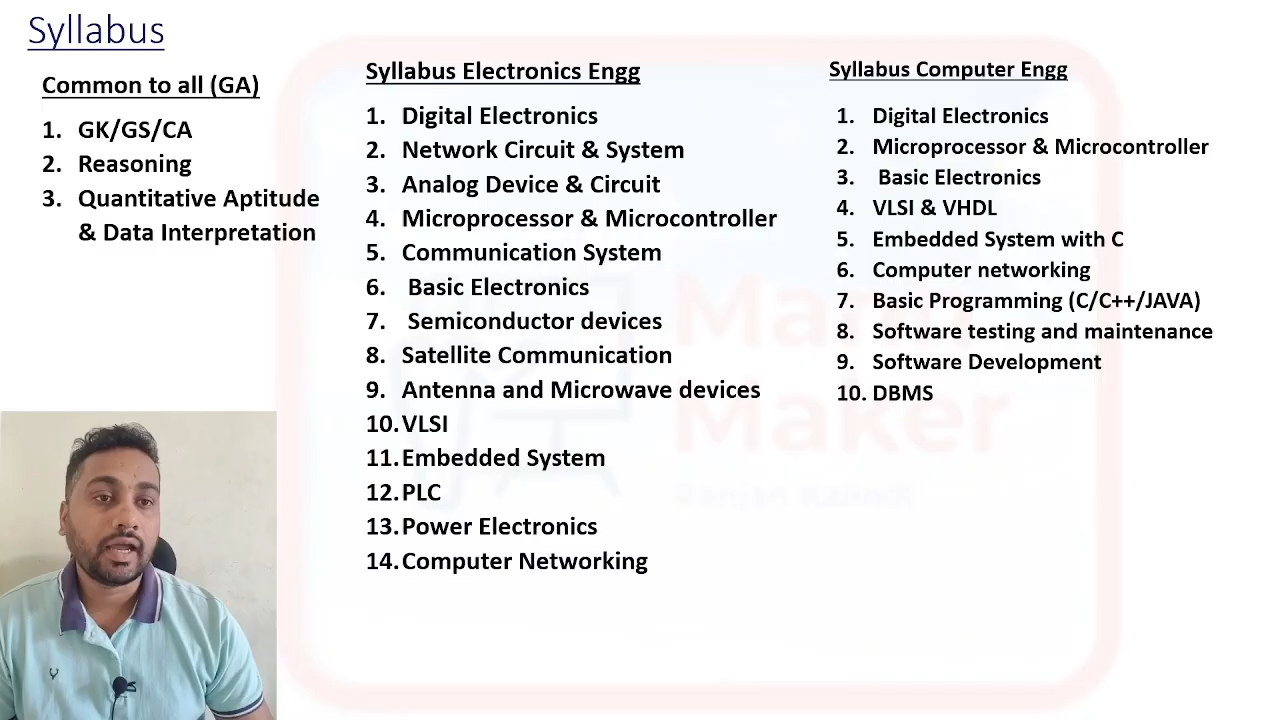 Syllabus
Common to all (GA)
1. GK/GS/CA
2. Reasoning
3. Quantitative Aptitude
& Data Interpretation
Syllabus Electronics Engg
1. Digital Electronics
2. Network Circuit & System
3. Analog Device & Circuit
4. Microprocessor & Microcontroller
5. Communication System
6. Basic Electronics
7. Semiconductor devices
8. Satellite Communication
9. Antenna and Microwave devices
10. VLSI
11. Embedded System
12. PLC
13. Power Electronics
14. Computer Networking
Syllabus Computer Engg
1. Digital Electronics
2. Microprocessor & Microcontroller
3. Basic Electronics
4. VLSI & VHDL
5. Embedded System with C
6. Computer networking
7. Basic Programming (C/C++/JAVA)
8. Software testing and maintenance
9. Software Development
10. DBMS
Maker